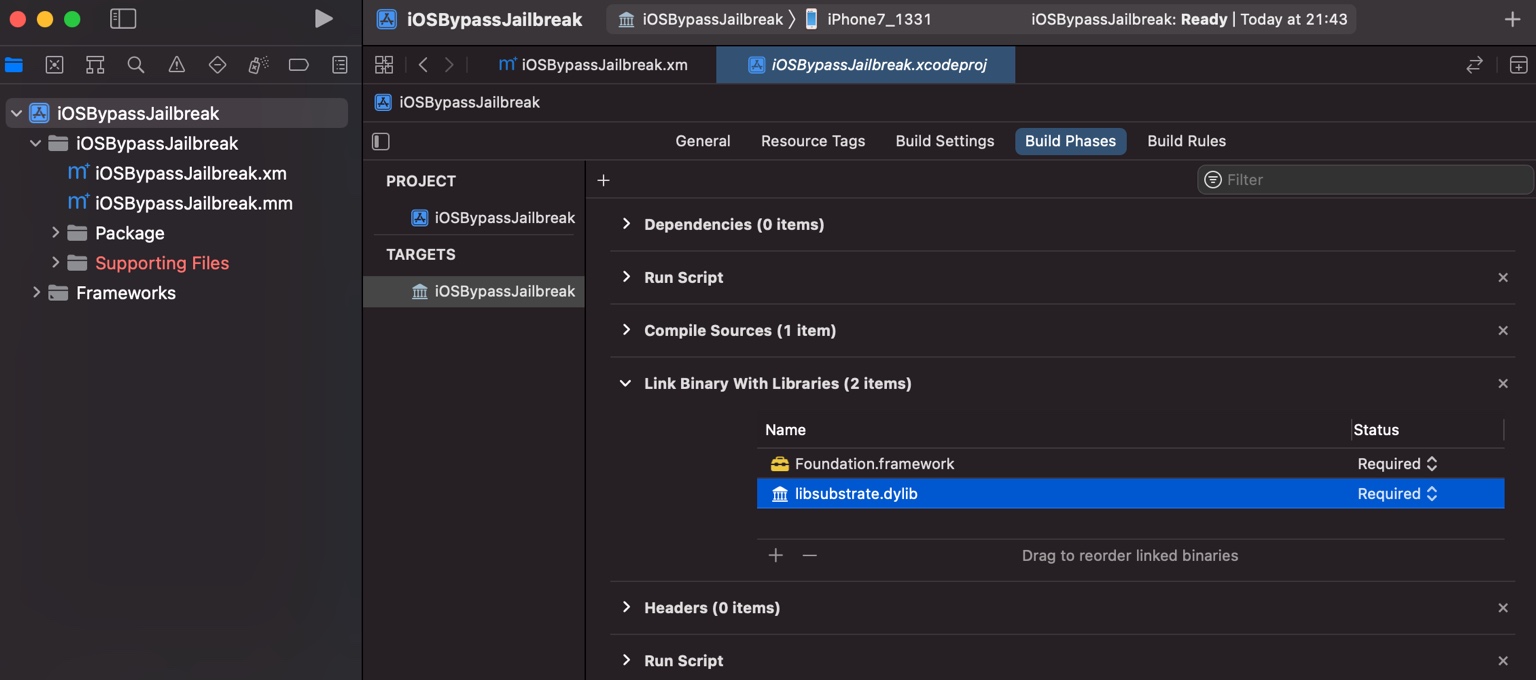 iOSBypassJailbreak
iOSBypassJailbreak 〉 iPhone7_1331
iOSBypassJailbreak: Ready | Today at 21:43
iOSBypassJailbreak.xm
iOSBypassJailbreak.xcodeproj
iOSBypassJailbreak
iOSBypassJailbreak
iOSBypassJailbreak
iOSBypassJailbreak.xm
iOSBypassJailbreak.mm
Package
Supporting Files
Frameworks
General Resource Tags Build Settings Build Phases Build Rules
PROJECT
iOSBypassJailbreak
TARGETS
iOSBypassJailbreak
Filter
Dependencies (0 items)
Run Script
Compile Sources (1 item)
Link Binary With Libraries (2 items)
Name Status
Foundation.framework Required
libsubstrate.dylib Required
Drag to reorder linked binaries
Headers (0 items)
Run Script